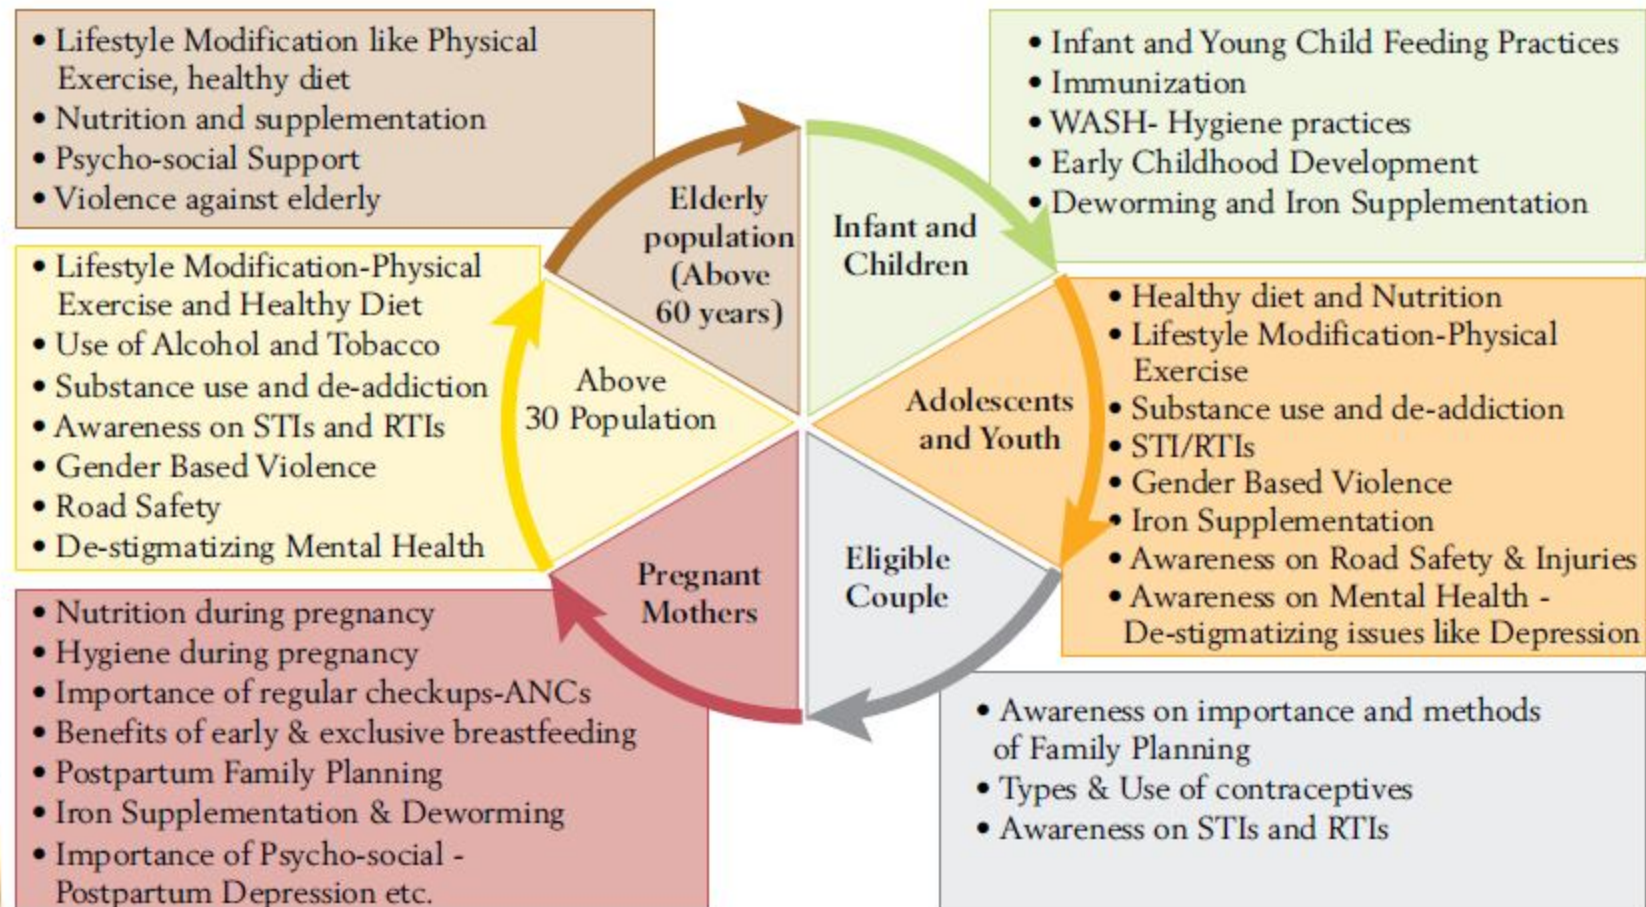 • Lifestyle Modification like Physical
Exercise, healthy diet
• Nutrition and supplementation
• Psycho-social Support
• Violence against elderly
• Infant and Young Child Feeding Practices
• Immunization
• WASH- Hygiene practices
• Early Childhood Development
• Deworming and Iron Supplementation
Elderly
population
(Above
60 years)
Infant and
Children
• Lifestyle Modification-Physical
Exercise and Healthy Diet
• Use of Alcohol and Tobacco
• Substance use and de-addiction
• Awareness on STIs and RTIs
• Gender Based Violence
• Road Safety
• De-stigmatizing Mental Health
Above
30 Population
Adolescents
and Youth
• Healthy diet and Nutrition
• Lifestyle Modification-Physical
Exercise
• Substance use and de-addiction
• STI/RTIs
• Gender Based Violence
• Iron Supplementation
• Awareness on Road Safety & Injuries
• Awareness on Mental Health -
De-stigmatizing issues like Depression
Pregnant
Mothers
Eligible
Couple
• Nutrition during pregnancy
• Hygiene during pregnancy
• Importance of regular checkups-ANCs
• Benefits of early & exclusive breastfeeding
• Postpartum Family Planning
• Iron Supplementation & Deworming
• Importance of Psycho-social -
Postpartum Depression etc.
• Awareness on importance and methods
of Family Planning
• Types & Use of contraceptives
• Awareness on STIs and RTIs